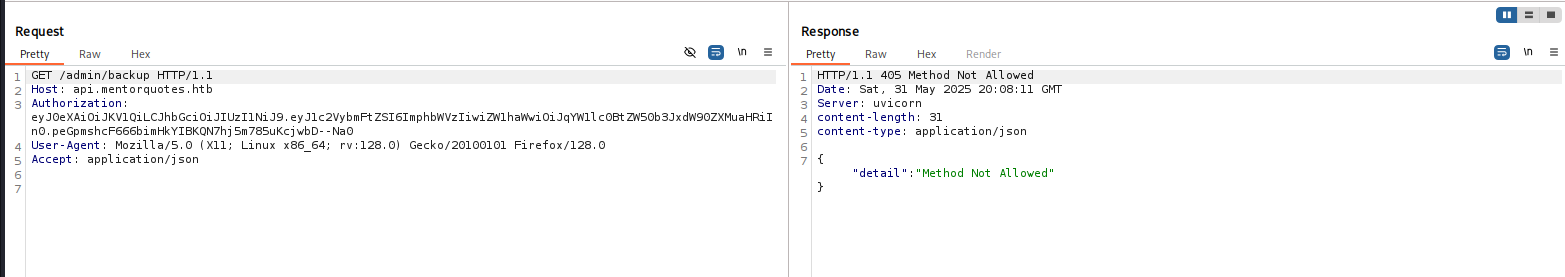 Request
Pretty Raw Hex
\n
1 GET /admin/backup HTTP/1.1
2 Host: api.mentorquotes.htb
3 Authorization:
eyJ0eXAiOiJKV1QiLCJhbGciOiJIUzI1NiJ9.eyJ1c2VybmFtZSI6ImphbWVzIiwiZW1haWwiOiJqYW1lc0BtZW50b3JxdW90ZXMuaHRiI
n0.peGpmshcF666bimHkYIBKQN7hj5m785uKcjwbD--Na0
4 User-Agent: Mozilla/5.0 (X11; Linux x86_64; rv:128.0) Gecko/20100101 Firefox/128.0
5 Accept: application/json
6
7
Response
Pretty Raw Hex Render
\n
1 HTTP/1.1 405 Method Not Allowed
2 Date: Sat, 31 May 2025 20:08:11 GMT
3 Server: uvicorn
4 content-length: 31
5 content-type: application/json
6
7 {
"detail":"Method Not Allowed"
}